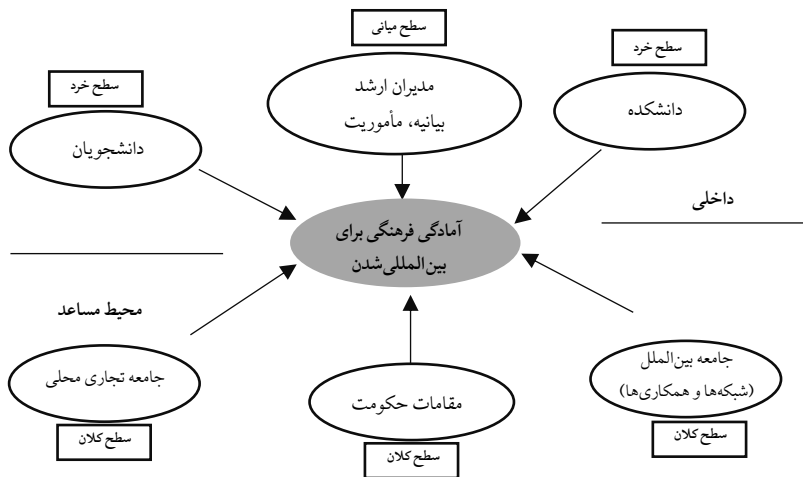 سطح میانی
سطح خرد
سطح خرد
مدیران ارشد
بیانیه، مأموریت
دانشکده
دانشجویان
داخلی
آمادگی فرهنگی برای
بین‌المللی‌شدن
محیط مساعد
جامعه بین‌الملل
(شبکه‌ها و همکاری‌ها)
مقامات حکومت
جامعه تجاری محلی
سطح کلان
سطح کلان
سطح کلان